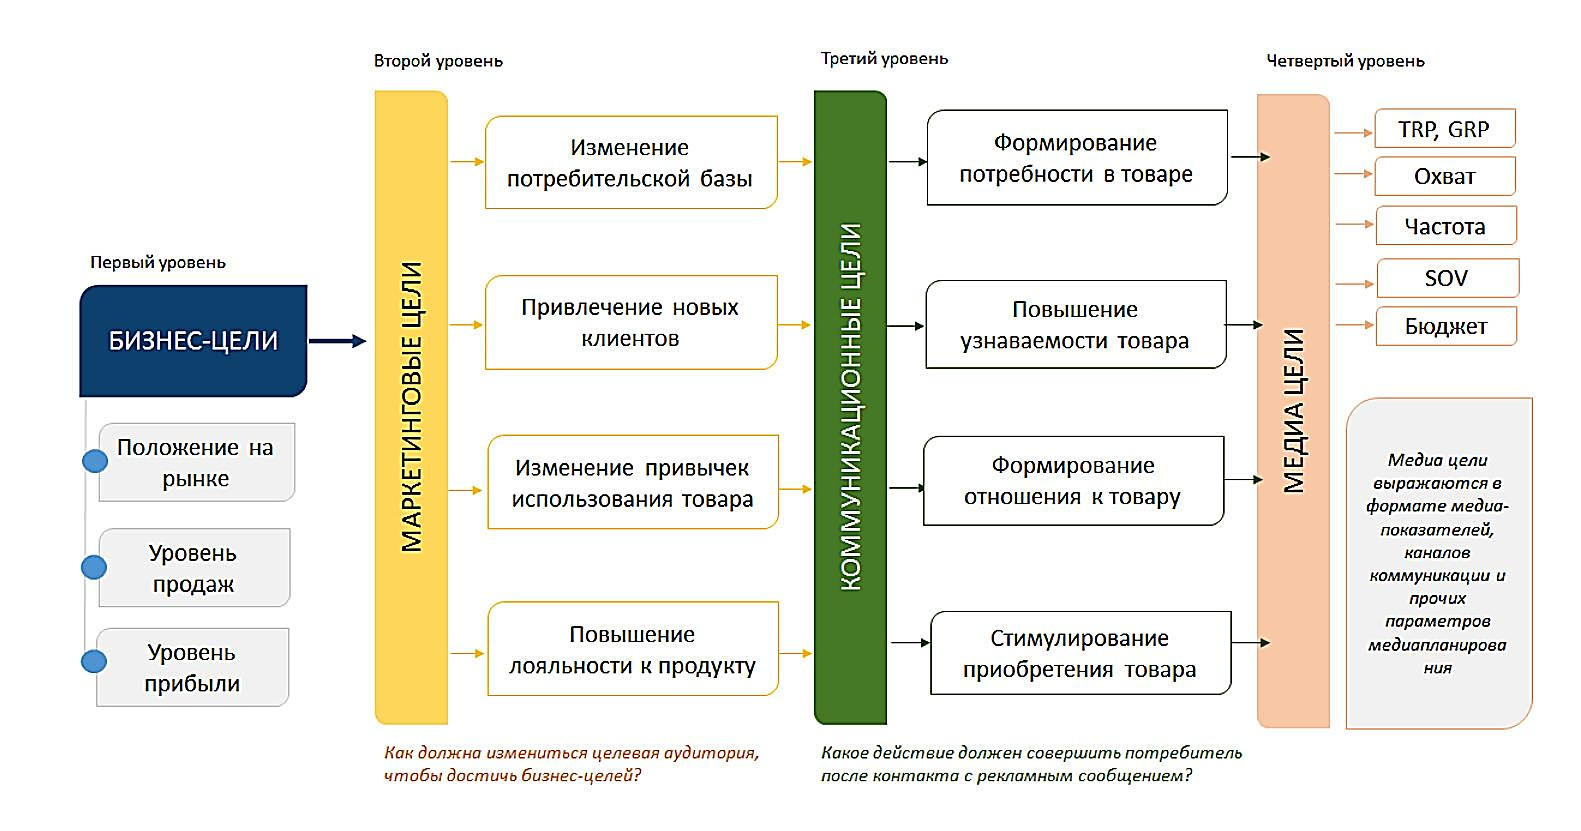 Первый уровень
БИЗНЕС-ЦЕЛИ
Положение на
рынке
Уровень
продаж
Уровень
прибыли
Второй уровень
МАРКЕТИНГОВЫЕ ЦЕЛИ
Изменение
потребительской базы
Привлечение новых
клиентов
Изменение привычек
использования товара
Повышение
лояльности к продукту
Как должна измениться целевая аудитория,
чтобы достичь бизнес-целей?
Третий уровень
КОММУНИКАЦИОННЫЕ ЦЕЛИ
Формирование
потребности в товаре
Повышение
узнаваемости товара
Формирование
отношения к товару
Стимулирование
приобретения товара
Какое действие должен совершить потребитель
после контакта с рекламным сообщением?
Четвертый уровень
МЕДИА ЦЕЛИ
TRP, GRP
Охват
Частота
SOV
Бюджет
Медиа цели
выражаются в
формате медиа-
показателей,
каналов
коммуникации и
прочих
параметров
медиапланирова
ния